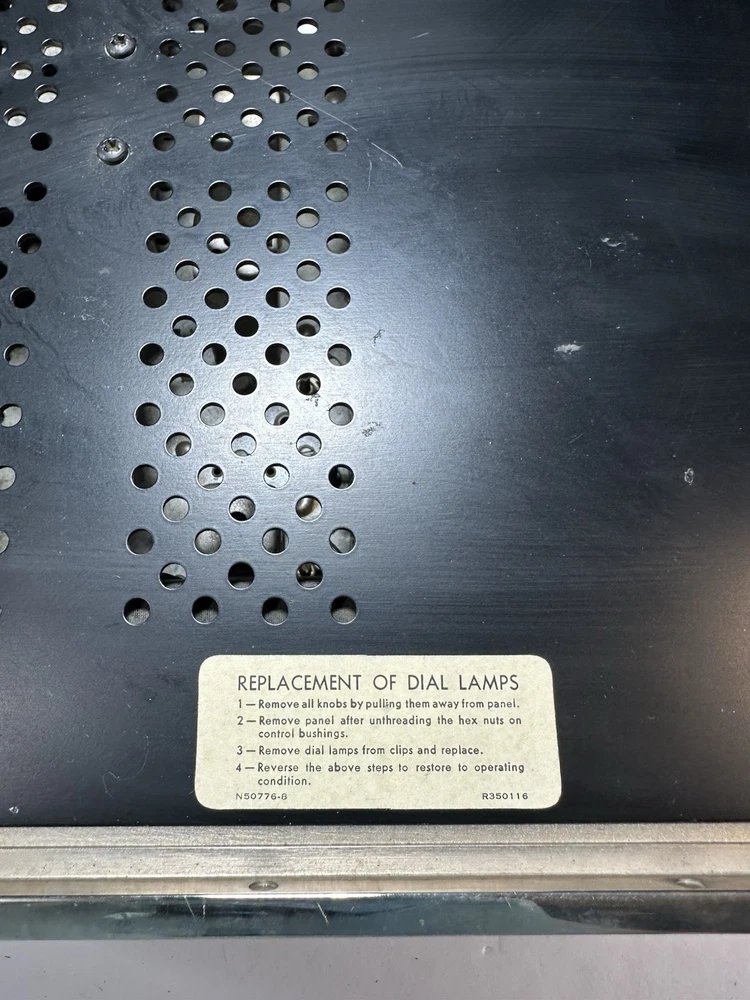 REPLACEMENT OF DIAL LAMPS
1 — Remove all knobs by pulling them away from panel.
2 — Remove panel after unthreading the hex nuts on
control bushings.
3 — Remove dial lamps from clips and replace.
4 — Reverse the above steps to restore to operating
condition.
N50776-8 R350116